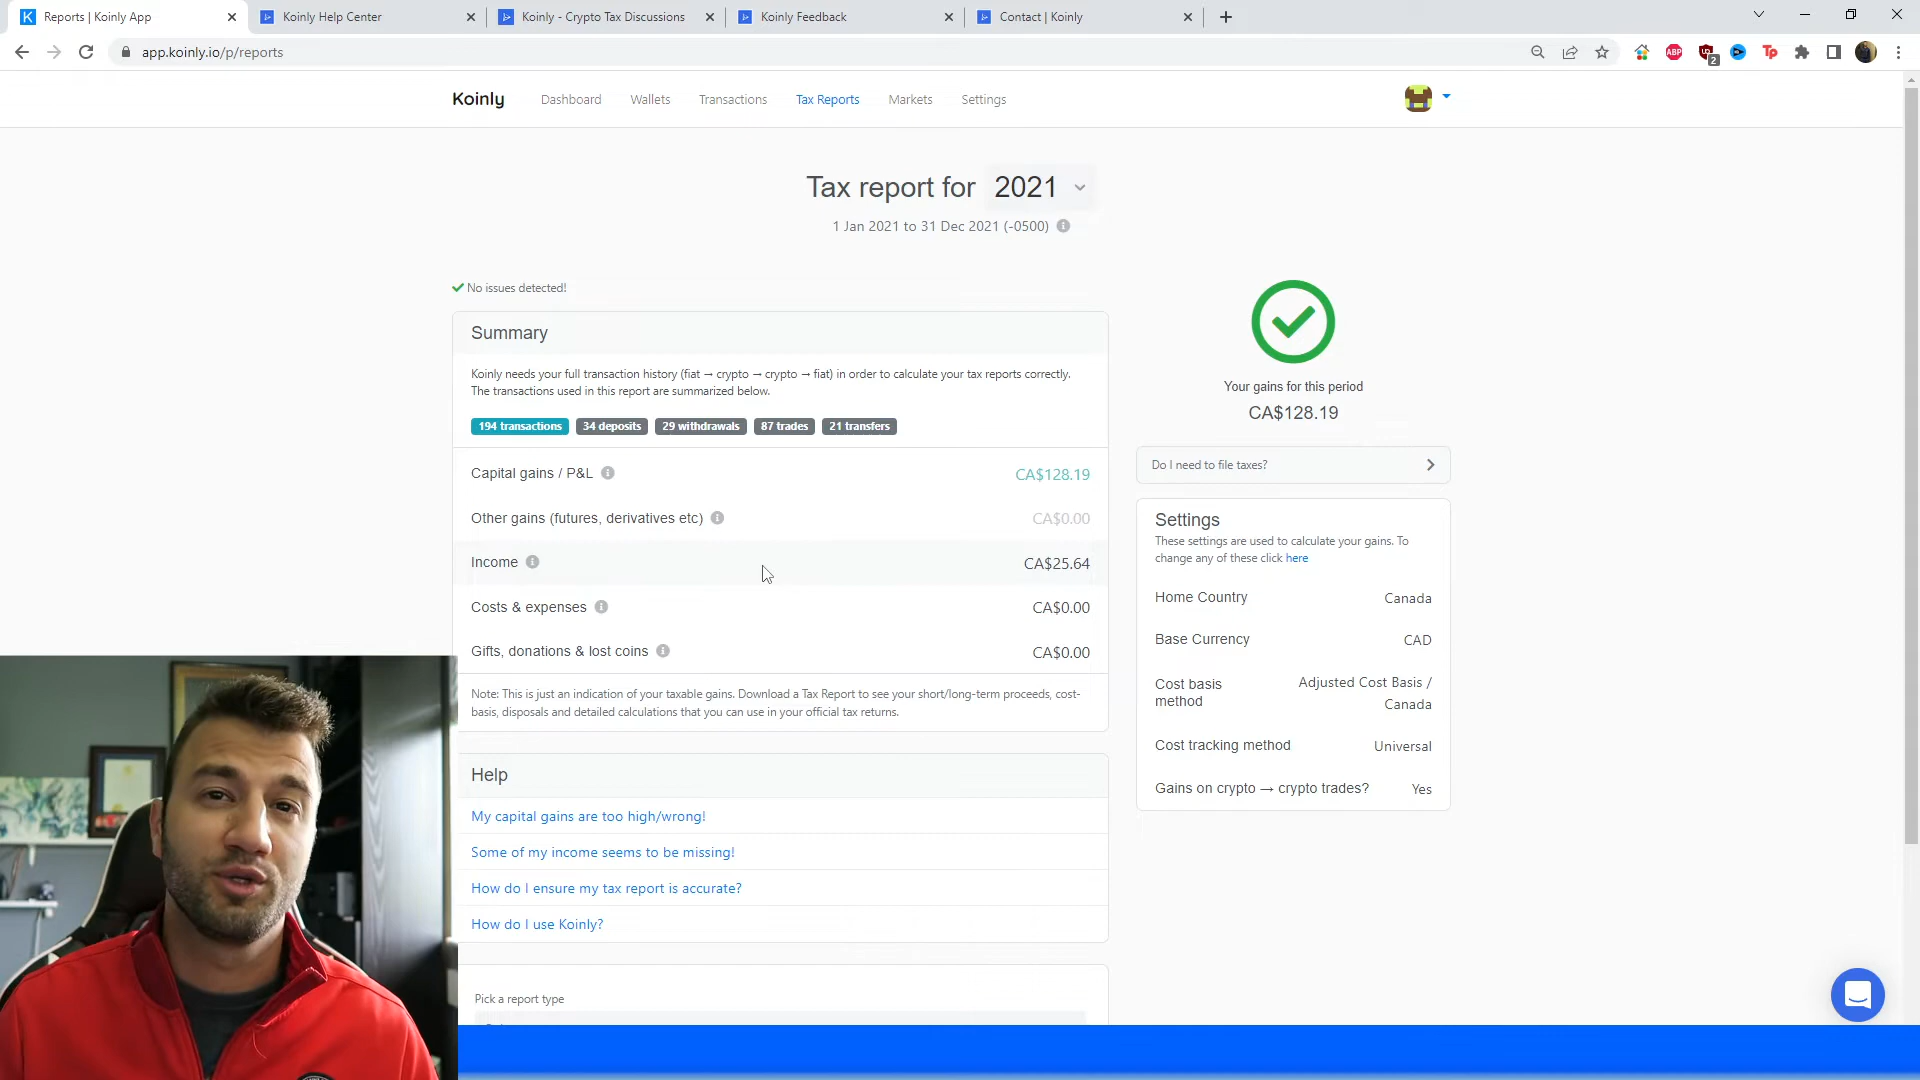 Reports | Koinly App
Koinly Help Center
Koinly - Crypto Tax Discussions
Koinly Feedback
Contact | Koinly
app.koinly.io/p/reports
ABP
2
Tp
Koinly
Dashboard
Wallets
Transactions
Tax Reports
Markets
Settings
Tax report for 2021
1 Jan 2021 to 31 Dec 2021 (-0500)
No issues detected!
Summary
Koinly needs your full transaction history (fiat → crypto → crypto → fiat) in order to calculate your tax reports correctly.
The transactions used in this report are summarized below.
194 transactions
34 deposits
29 withdrawals
87 trades
21 transfers
Capital gains / P&L
CA$128.19
Other gains (futures, derivatives etc)
CA$0.00
Income
CA$25.64
Costs & expenses
CA$0.00
Gifts, donations & lost coins
CA$0.00
Note: This is just an indication of your taxable gains. Download a Tax Report to see your short/long-term proceeds, cost-
basis, disposals and detailed calculations that you can use in your official tax returns.
Help
My capital gains are too high/wrong!
Some of my income seems to be missing!
How do I ensure my tax report is accurate?
How do I use Koinly?
Pick a report type
Your gains for this period
CA$128.19
Do I need to file taxes?
Settings
These settings are used to calculate your gains. To
change any of these click here
Home Country
Canada
Base Currency
CAD
Cost basis
method
Adjusted Cost Basis /
Canada
Cost tracking method
Universal
Gains on crypto → crypto trades?
Yes